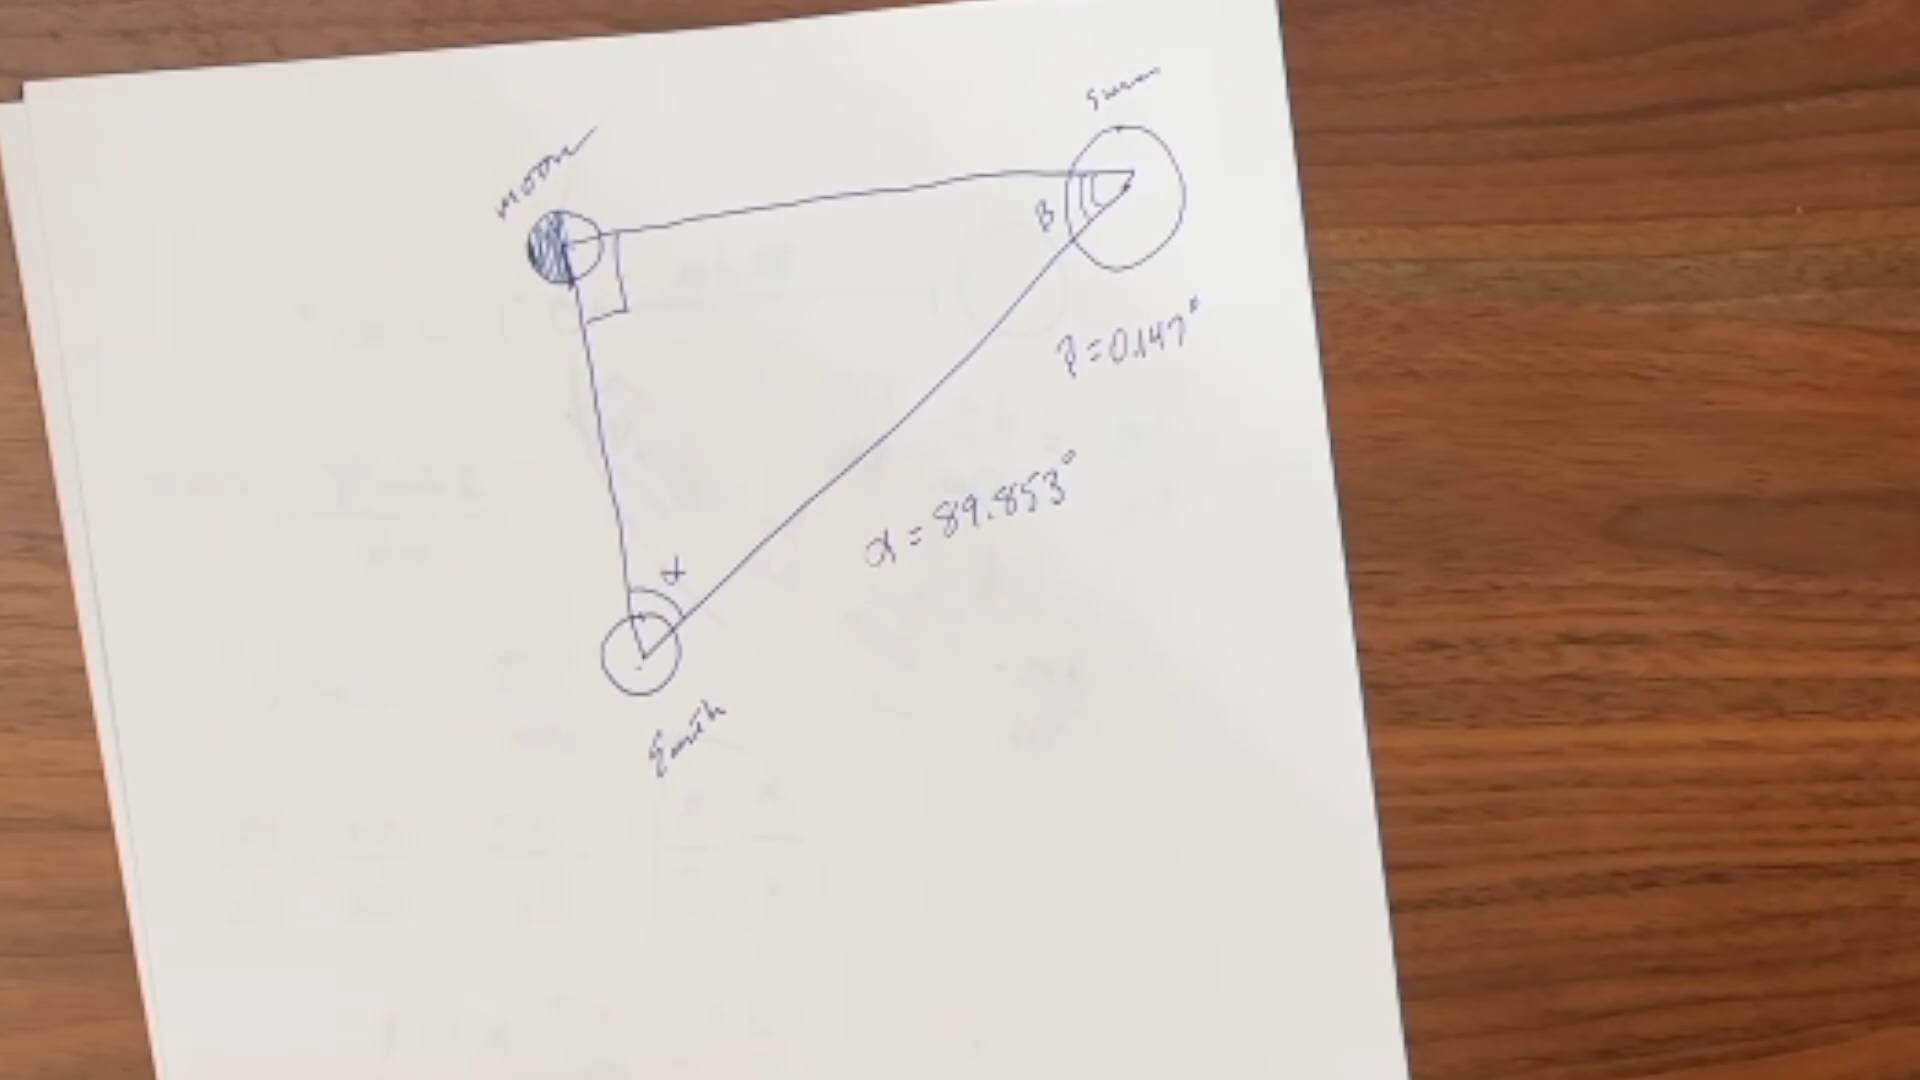 Sun
moon
B
β = 0.147°
α = 89.853°
α
Earth